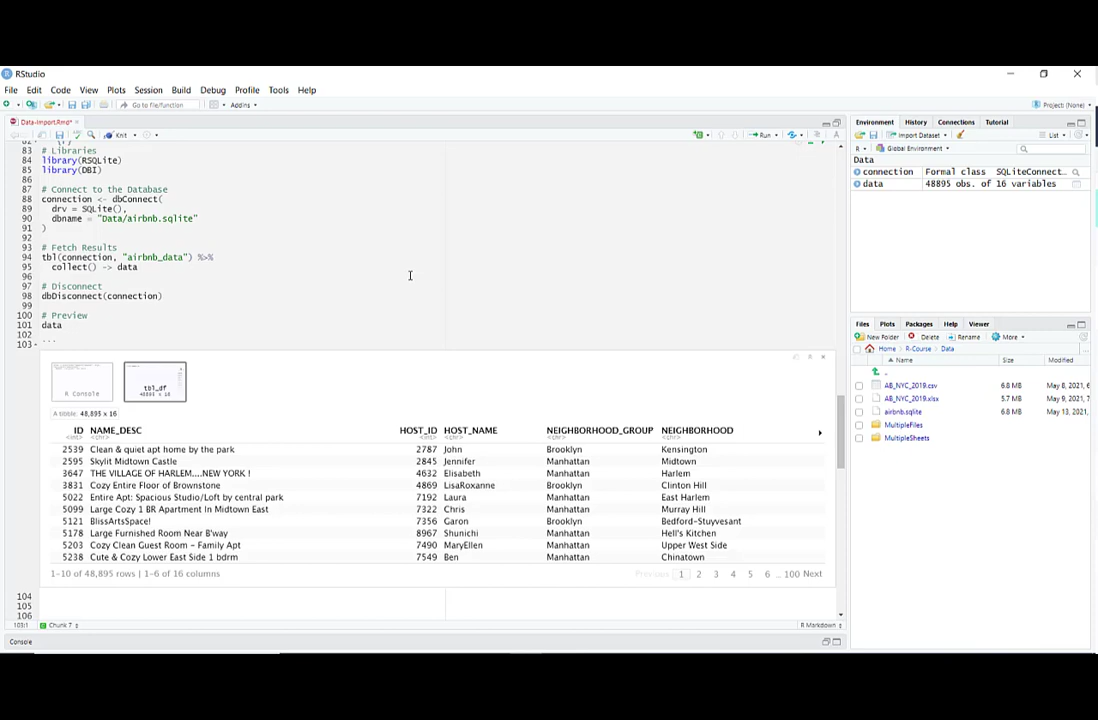 RStudio
File Edit Code View Plots Session Build Debug Profile Tools Help
Go to file/function Addins Project: (None)
Data-Import.Rmd*
Knit Run
83 # Libraries
84 library(RSQLite)
85 library(DBI)
86
87 # Connect to the Database
88 connection <- dbConnect(
89 drv = SQLite(),
90 dbname = "Data/airbnb.sqlite"
91 )
92
93 # Fetch Results
94 tbl(connection, "airbnb_data") %>%
95 collect() -> data
96
97 # Disconnect
98 dbDisconnect(connection)
99
100 # Preview
101 data
102 ```
103
R Console
tbl_df
48895 x 16
A tibble: 48,895 x 16
ID NAME_DESC HOST_ID HOST_NAME NEIGHBORHOOD_GROUP NEIGHBORHOOD
<int> <chr> <int> <chr> <chr> <chr>
2539 Clean & quiet apt home by the park 2787 John Brooklyn Kensington
2595 Skylit Midtown Castle 2845 Jennifer Manhattan Midtown
3647 THE VILLAGE OF HARLEM....NEW YORK ! 4632 Elisabeth Manhattan Harlem
3831 Cozy Entire Floor of Brownstone 4869 LisaRoxanne Brooklyn Clinton Hill
5022 Entire Apt: Spacious Studio/Loft by central park 7192 Laura Manhattan East Harlem
5099 Large Cozy 1 BR Apartment In Midtown East 7322 Chris Manhattan Murray Hill
5121 BlissArtsSpace! 7356 Garon Brooklyn Bedford-Stuyvesant
5178 Large Furnished Room Near B'way 8967 Shunichi Manhattan Hell's Kitchen
5203 Cozy Clean Guest Room - Family Apt 7490 MaryEllen Manhattan Upper West Side
5238 Cute & Cozy Lower East Side 1 bdrm 7549 Ben Manhattan Chinatown
1-10 of 48,895 rows | 1-6 of 16 columns Previous 1 2 3 4 5 6 ... 100 Next
104
105
106
103:1 Chunk 7 R Markdown
Console
Environment History Connections Tutorial
Import Dataset List
R Global Environment
Data
connection Formal class SQLiteConnect...
data 48895 obs. of 16 variables
Files Plots Packages Help Viewer
New Folder Delete Rename More
Home R-Course Data
Name Size Modified
..
AB_NYC_2019.csv 6.8 MB May 8, 2021,
AB_NYC_2019.xlsx 5.7 MB May 9, 2021, 7
airbnb.sqlite 6.8 MB May 13, 2021,
MultipleFiles
MultipleSheets